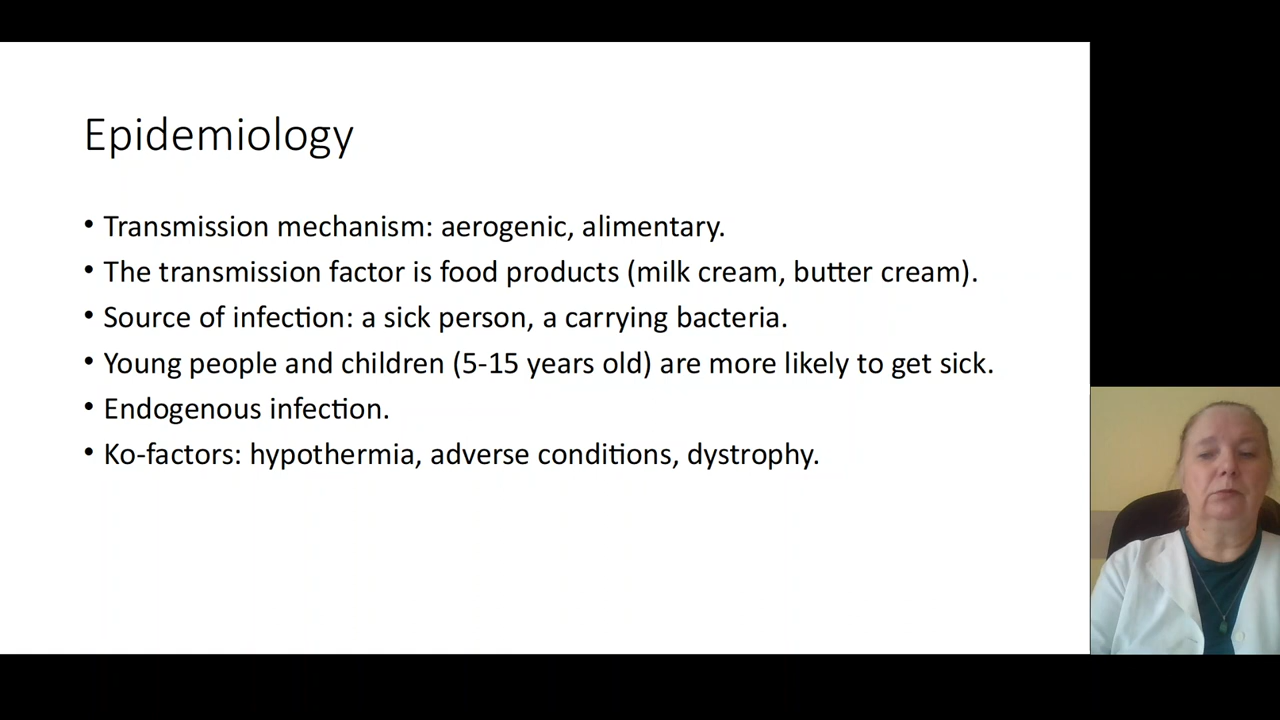 Epidemiology
• Transmission mechanism: aerogenic, alimentary.
• The transmission factor is food products (milk cream, butter cream).
• Source of infection: a sick person, a carrying bacteria.
• Young people and children (5-15 years old) are more likely to get sick.
• Endogenous infection.
• Ko-factors: hypothermia, adverse conditions, dystrophy.